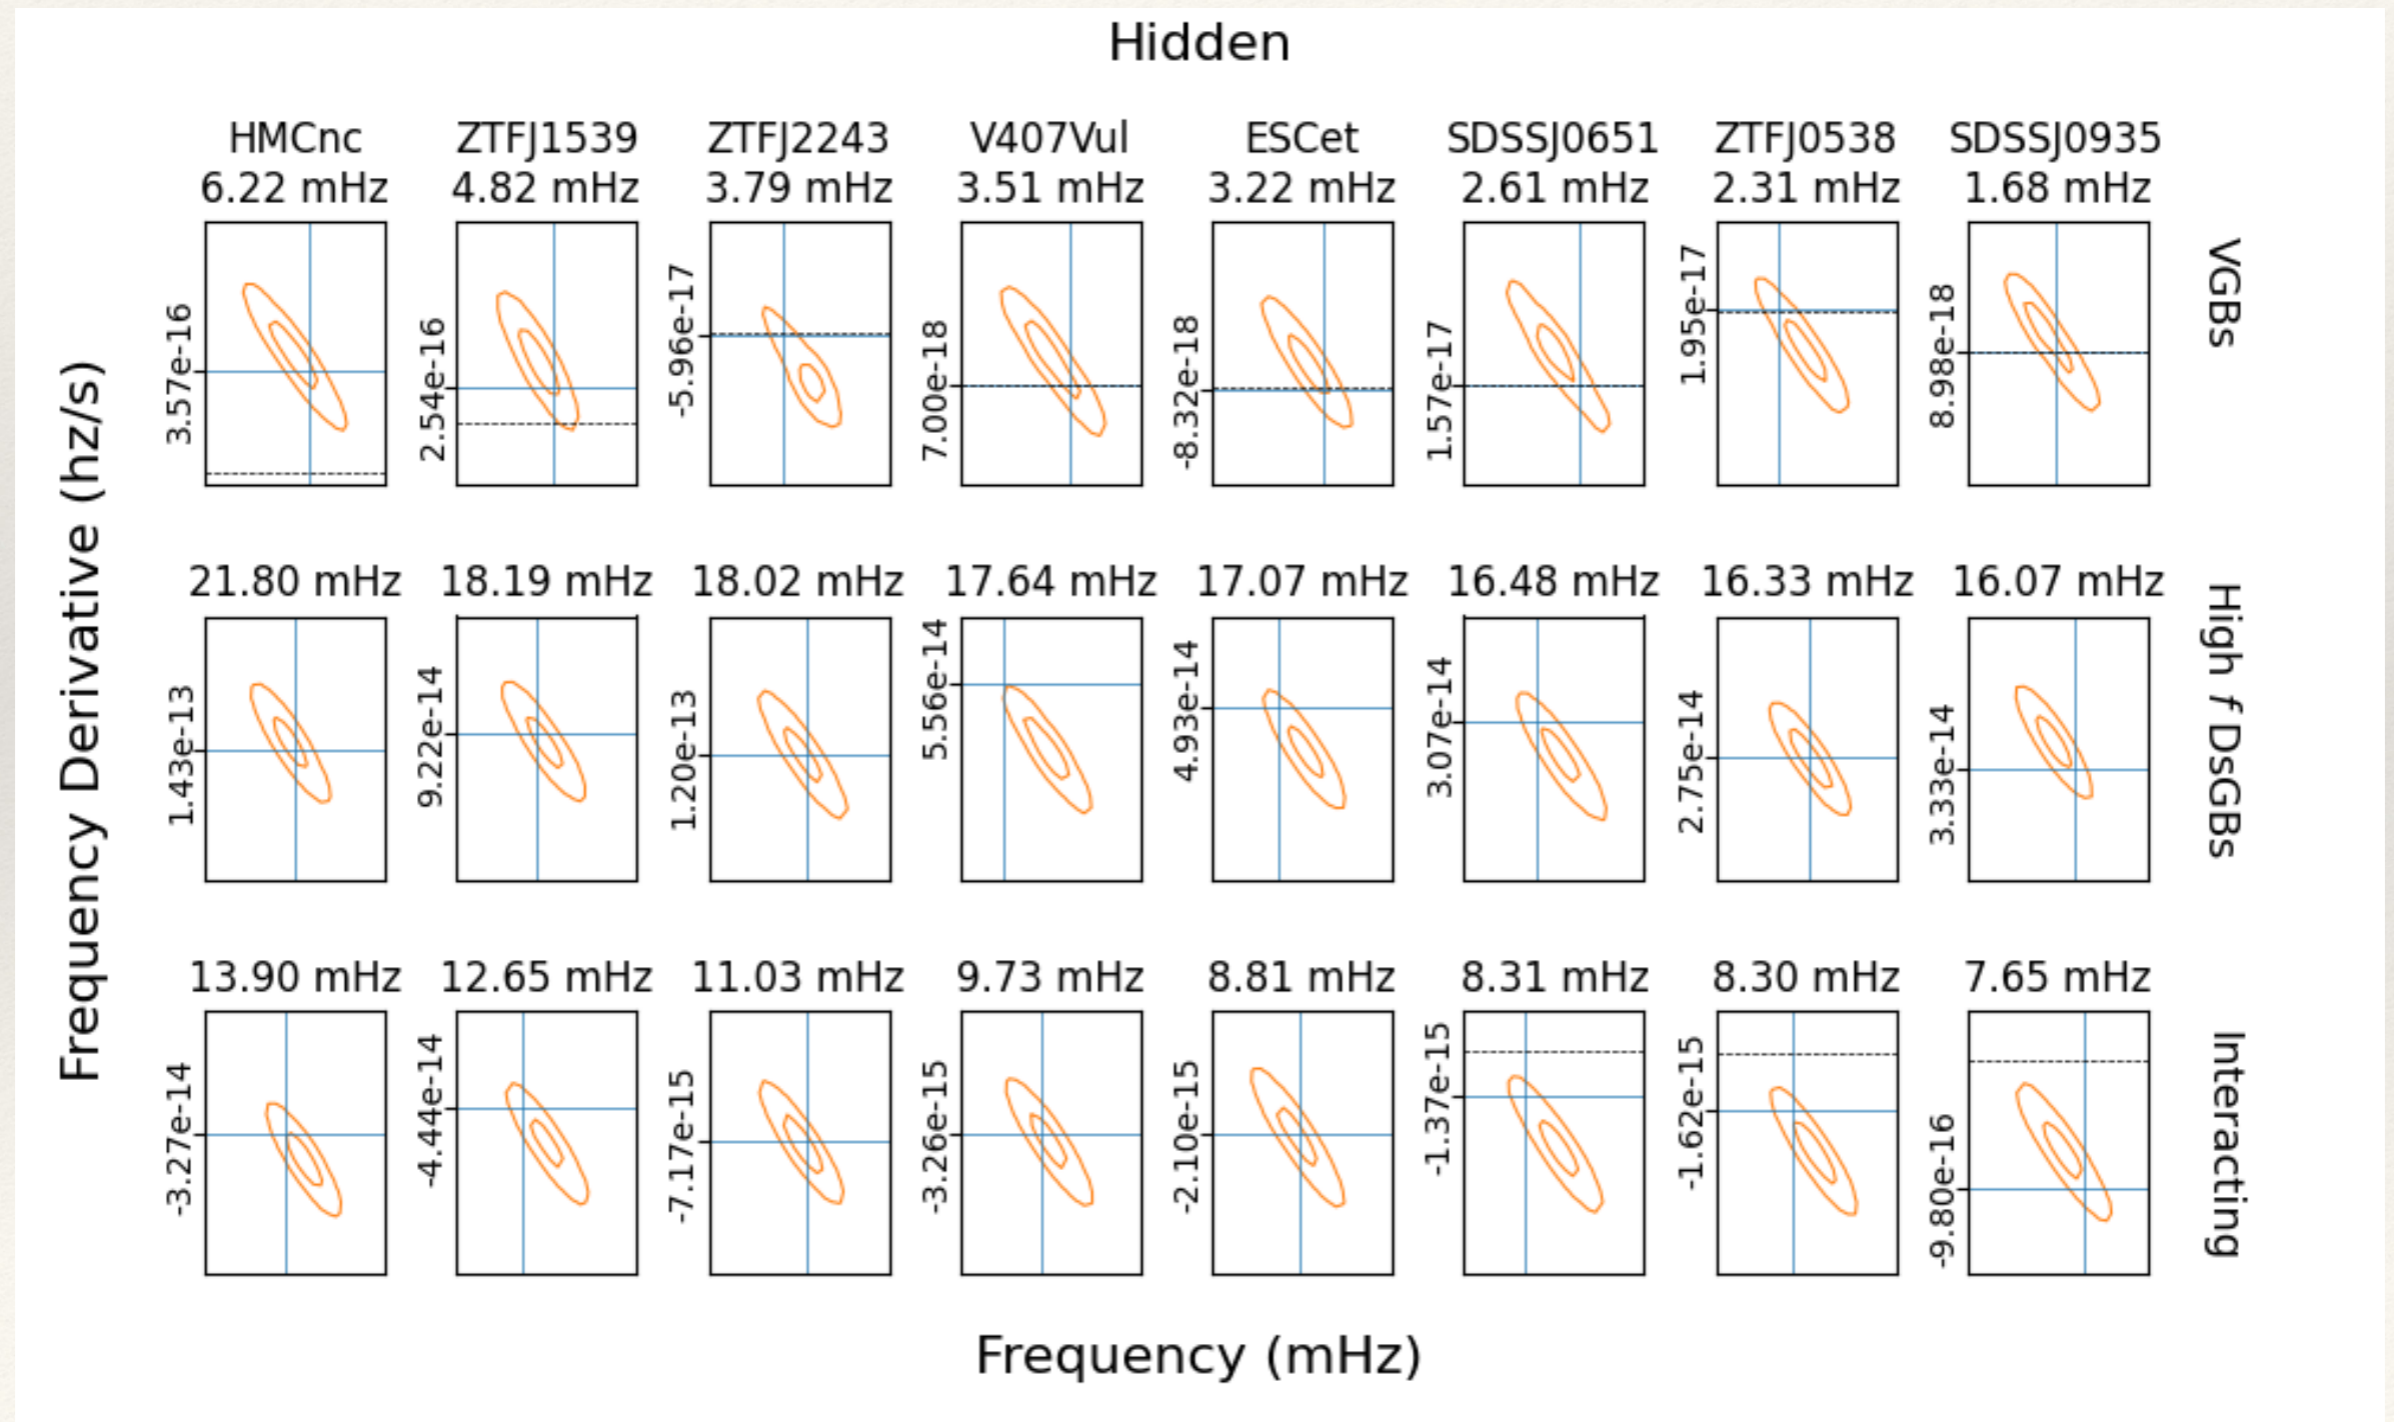 Hidden
HMCnc ZTFJ1539 ZTFJ2243 V407Vul ESCet SDSSJ0651 ZTFJ0538 SDSSJ0935
6.22 mHz 4.82 mHz 3.79 mHz 3.51 mHz 3.22 mHz 2.61 mHz 2.31 mHz 1.68 mHz
3.57e-16 2.54e-16 -5.96e-17 7.00e-18 -8.32e-18 1.57e-17 1.95e-17 8.98e-18
VGBs
21.80 mHz 18.19 mHz 18.02 mHz 17.64 mHz 17.07 mHz 16.48 mHz 16.33 mHz 16.07 mHz
1.43e-13 9.22e-14 1.20e-13 5.56e-14 4.93e-14 3.07e-14 2.75e-14 3.33e-14
High f DsGBs
13.90 mHz 12.65 mHz 11.03 mHz 9.73 mHz 8.81 mHz 8.31 mHz 8.30 mHz 7.65 mHz
-3.27e-14 -4.44e-14 -7.17e-15 -3.26e-15 -2.10e-15 -1.37e-15 -1.62e-15 -9.80e-16
Interacting
Frequency Derivative (hz/s)
Frequency (mHz)